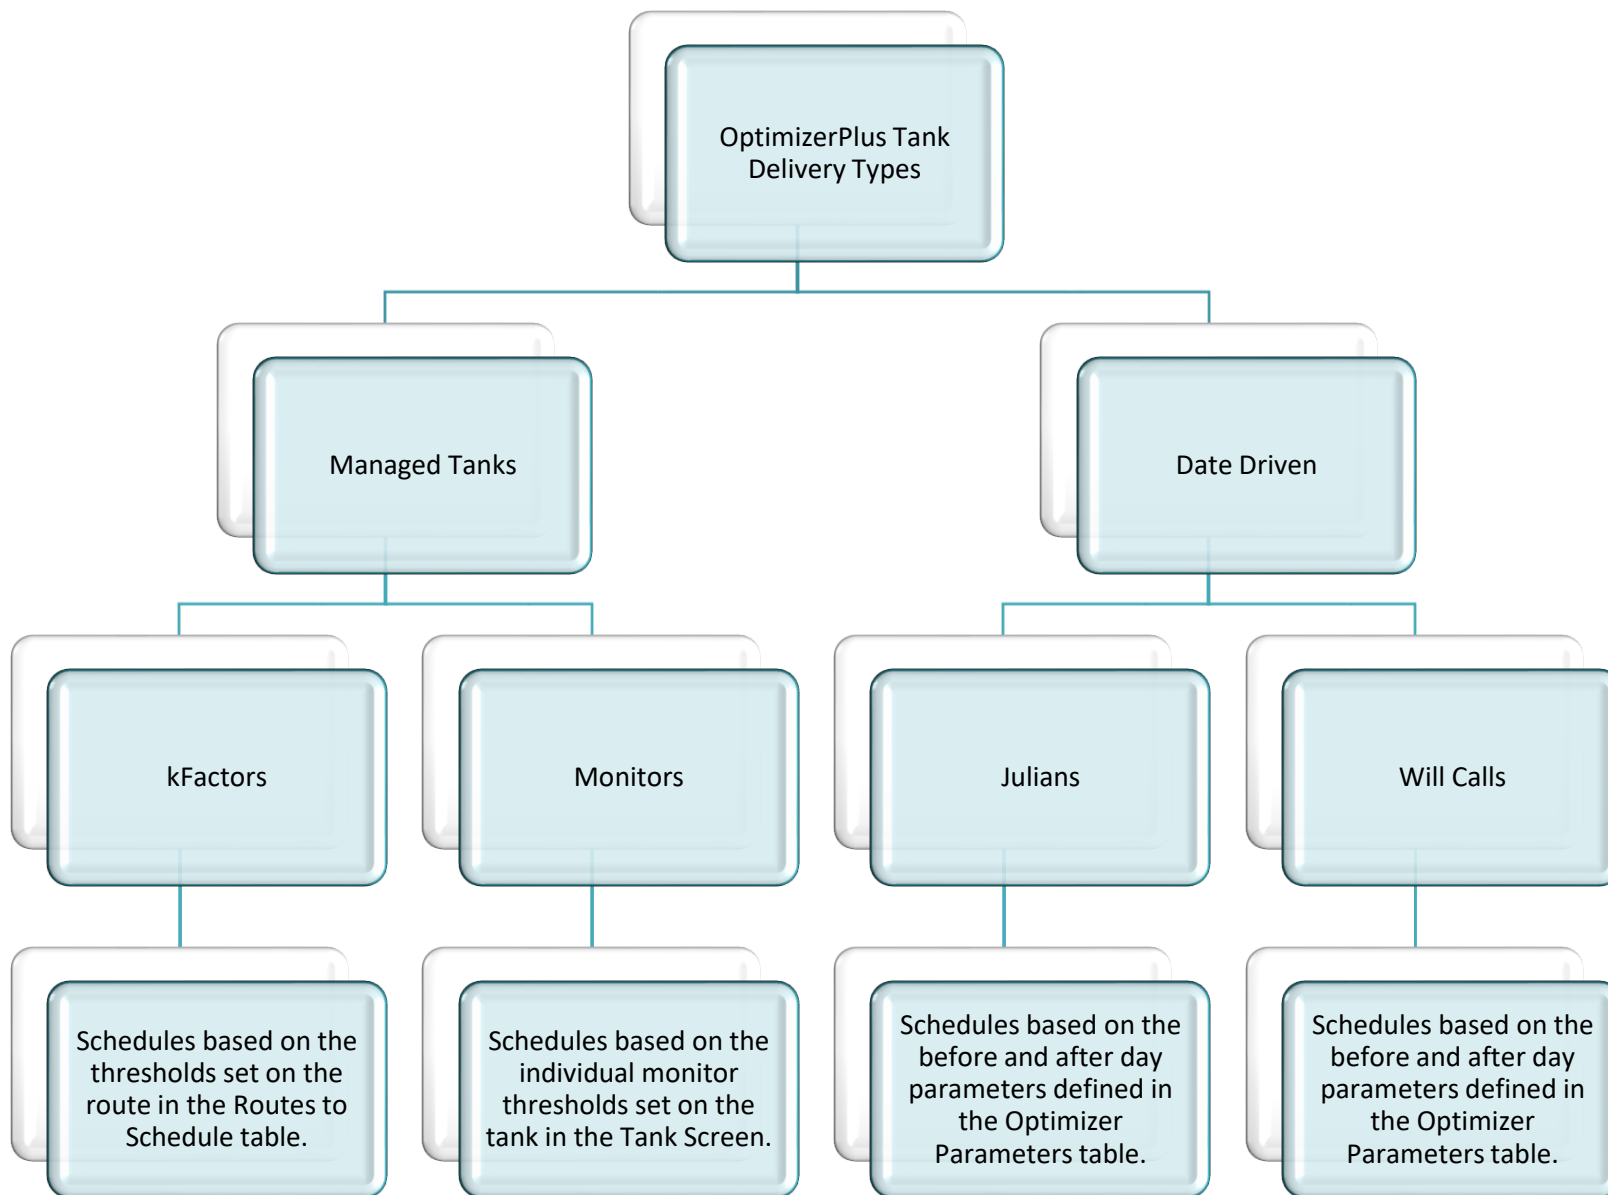 OptimizerPlus Tank
Delivery Types
Managed Tanks
Date Driven
kFactors
Monitors
Julians
Will Calls
Schedules based on the
thresholds set on the
route in the Routes to
Schedule table.
Schedules based on the
individual monitor
thresholds set on the
tank in the Tank Screen.
Schedules based on the
before and after day
parameters defined in
the Optimizer
Parameters table.
Schedules based on the
before and after day
parameters defined in
the Optimizer
Parameters table.